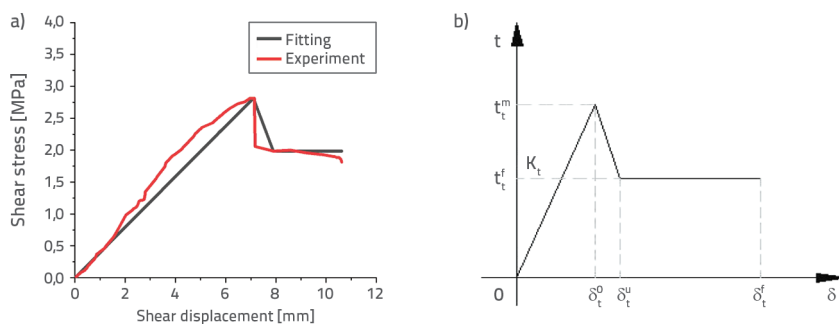 a)
Shear stress [MPa]
4,0
3,5
3,0
2,5
2,0
1,5
1,0
0,5
0,0
0
2
4
6
8
10
12
Shear displacement [mm]
Fitting
Experiment
b)
t
t_t^m
t_t^f
K_t
0
δ_t^0
δ_t^u
δ_t^f
δ